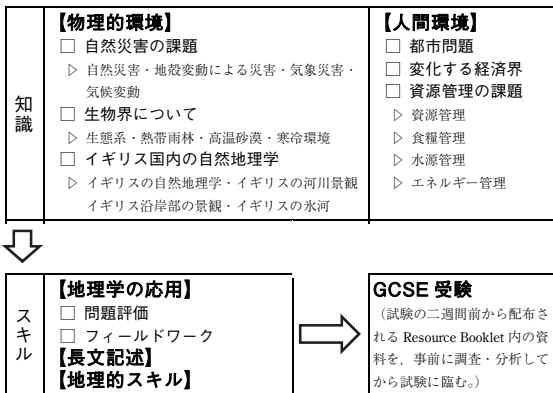 知識
【物理的環境】
□ 自然災害の課題
▷ 自然災害・地殻変動による災害・気象災害・
気候変動
□ 生物界について
▷ 生態系・熱帯雨林・高温砂漠・寒冷環境
□ イギリス国内の自然地理学
▷ イギリスの自然地理学・イギリスの河川景観
イギリス沿岸部の景観・イギリスの氷河
【人間環境】
□ 都市問題
□ 変化する経済界
□ 資源管理の課題
▷ 資源管理
▷ 食糧管理
▷ 水源管理
▷ エネルギー管理
スキル
【地理学の応用】
□ 問題評価
□ フィールドワーク
【長文記述】
【地理的スキル】
GCSE 受験
（試験の二週間前から配布さ
れる Resource Booklet 内の資
料を，事前に調査・分析して
から試験に臨む。）